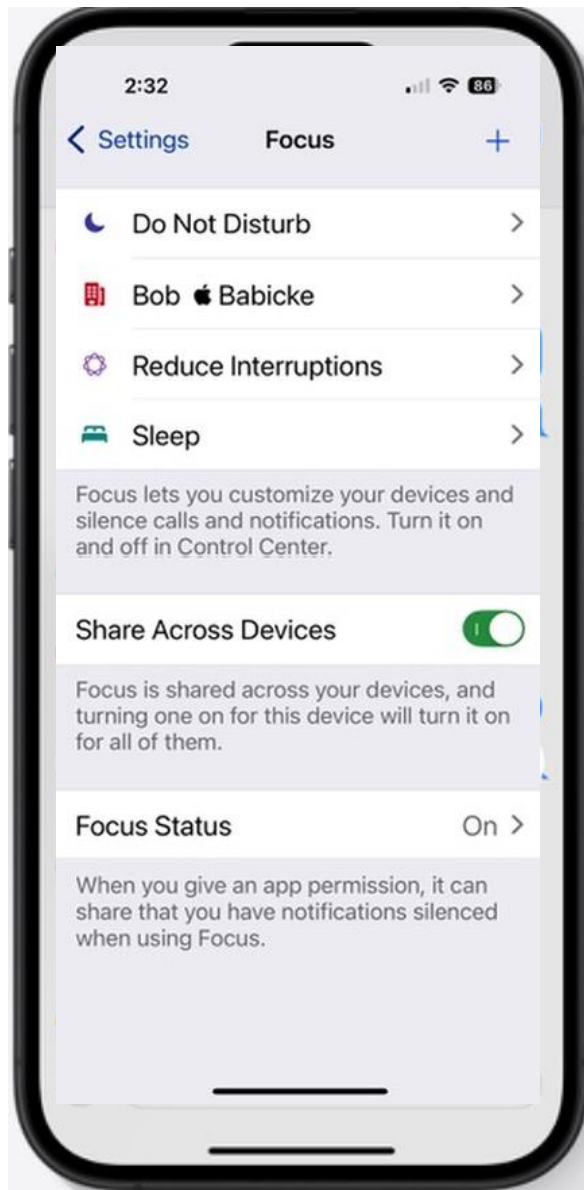 2:32
86
Settings
Focus
+
Do Not Disturb
Bob  Babicke
Reduce Interruptions
Sleep
Focus lets you customize your devices and
silence calls and notifications. Turn it on
and off in Control Center.
Share Across Devices
Focus is shared across your devices, and
turning one on for this device will turn it on
for all of them.
Focus Status
On
When you give an app permission, it can
share that you have notifications silenced
when using Focus.